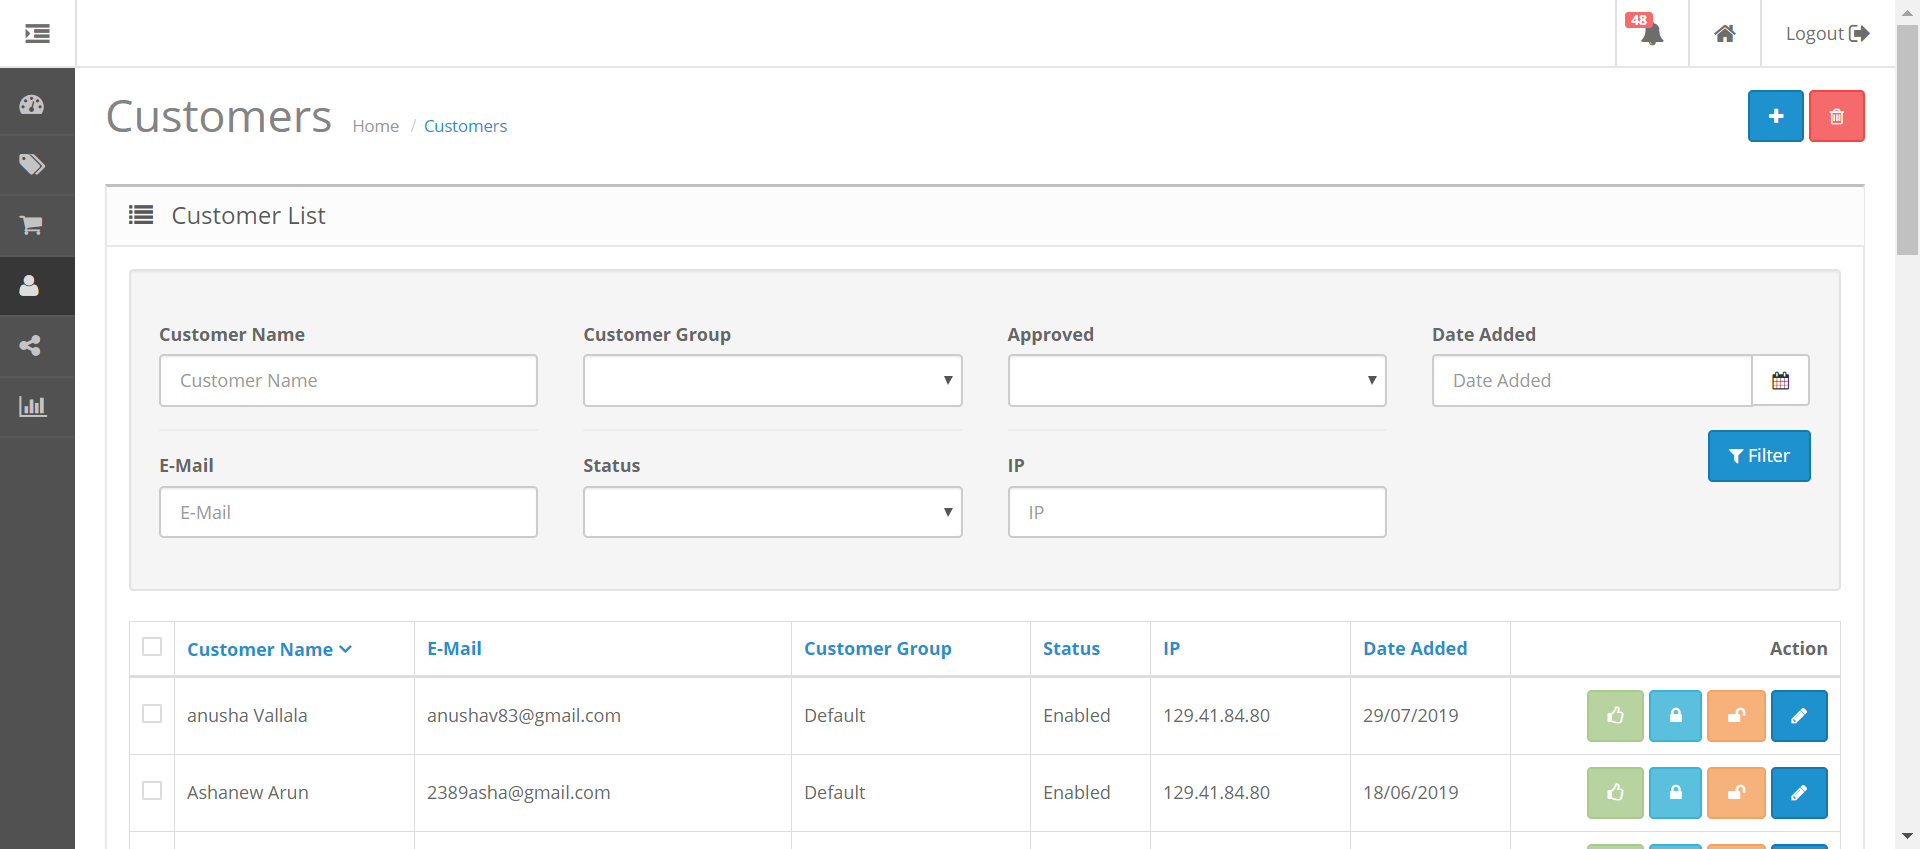 48
Logout
Customers Home / Customers
Customer List
Customer Name Customer Group Approved Date Added
Customer Name Date Added
Filter
E-Mail Status IP
E-Mail IP
Customer Name E-Mail Customer Group Status IP Date Added Action
anusha Vallala anushav83@gmail.com Default Enabled 129.41.84.80 29/07/2019
Ashanew Arun 2389asha@gmail.com Default Enabled 129.41.84.80 18/06/2019